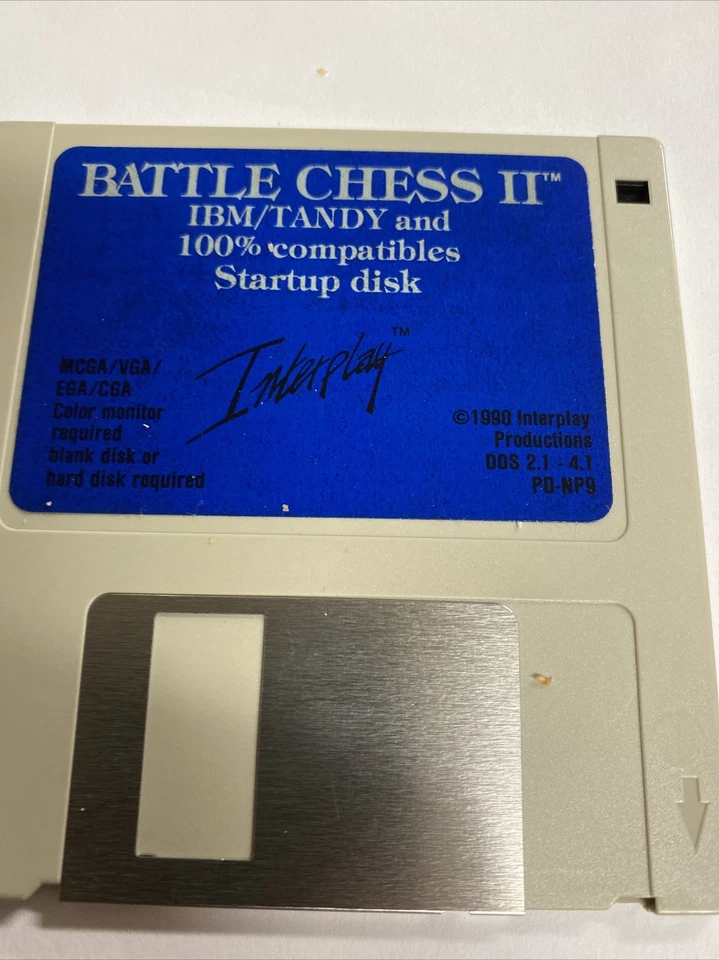 BATTLE CHESS II™
IBM/TANDY and
100% compatibles
Startup disk
Interplay™
MCGA/VGA/
EGA/CGA
Color monitor
required
blank disk or
hard disk required
©1990 Interplay
Productions
DOS 2.1 - 4.1
PD-NP9